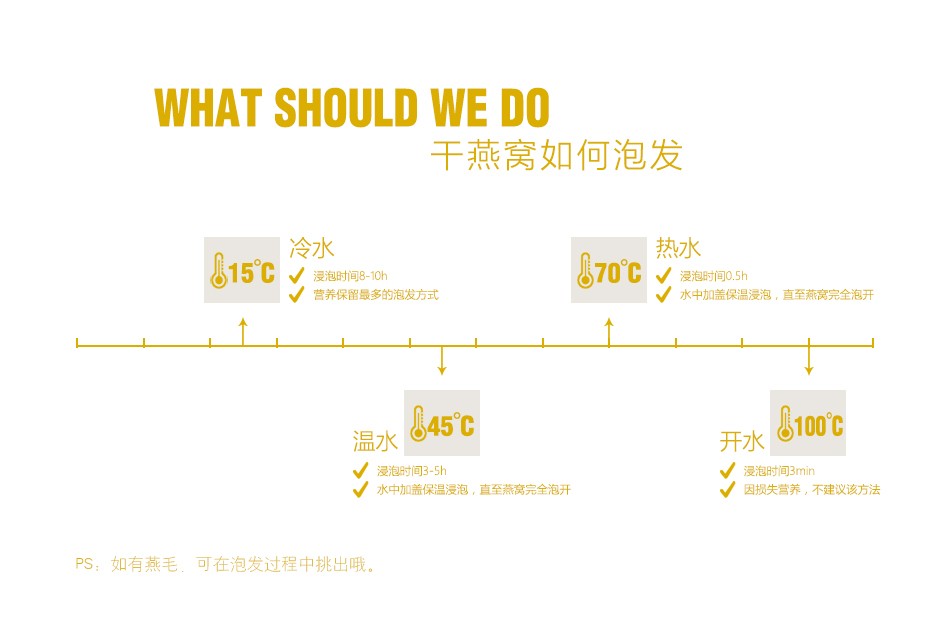 WHAT SHOULD WE DO
干燕窝如何泡发
15℃
冷水
浸泡时间8-10h
营养保留最多的泡发方式
70℃
热水
浸泡时间0.5h
水中加盖保温浸泡，直至燕窝完全泡开
45℃
温水
浸泡时间3-5h
水中加盖保温浸泡，直至燕窝完全泡开
100℃
开水
浸泡时间3min
因损失营养，不建议该方法
PS：如有燕毛、可在泡发过程中挑出哦。